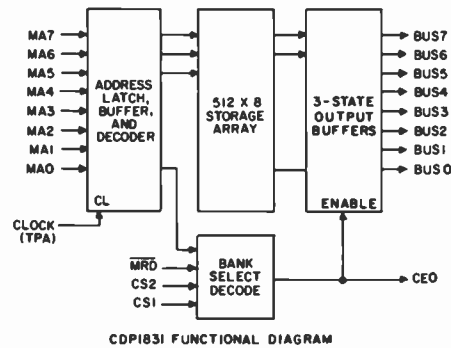 MA7
MA6
MA5
MA4
MA3
MA2
MA1
MA0
ADDRESS
LATCH,
BUFFER,
AND
DECODER
CL
CLOCK
(TPA)
512 X 8
STORAGE
ARRAY
3-STATE
OUTPUT
BUFFERS
ENABLE
BUS7
BUS6
BUS5
BUS4
BUS3
BUS2
BUS1
BUS0
MRD
CS2
CS1
BANK
SELECT
DECODE
CEO
CDP1831 FUNCTIONAL DIAGRAM